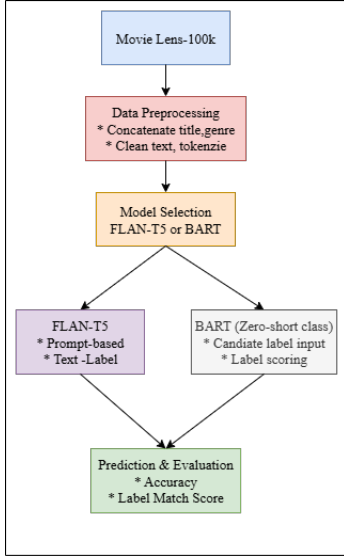 Movie Lens-100k
Data Preprocessing
* Concatenate title,genre
* Clean text, tokenzie
Model Selection
FLAN-T5 or BART
FLAN-T5
* Prompt-based
* Text -Label
BART (Zero-short class)
* Candiate label input
* Label scoring
Prediction & Evaluation
* Accuracy
* Label Match Score